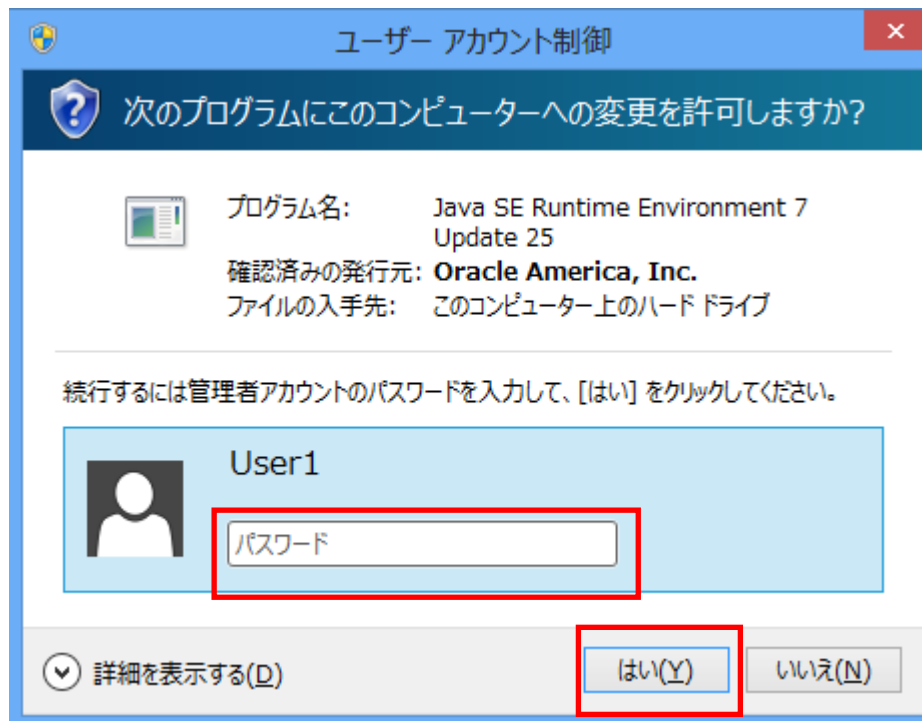 ユーザー アカウント制御
次のプログラムにこのコンピューターへの変更を許可しますか?
プログラム名: Java SE Runtime Environment 7
Update 25
確認済みの発行元: Oracle America, Inc.
ファイルの入手先: このコンピューター上のハード ドライブ
続行するには管理者アカウントのパスワードを入力して、[はい] をクリックしてください。
User1
パスワード
詳細を表示する(D) はい(Y) いいえ(N)